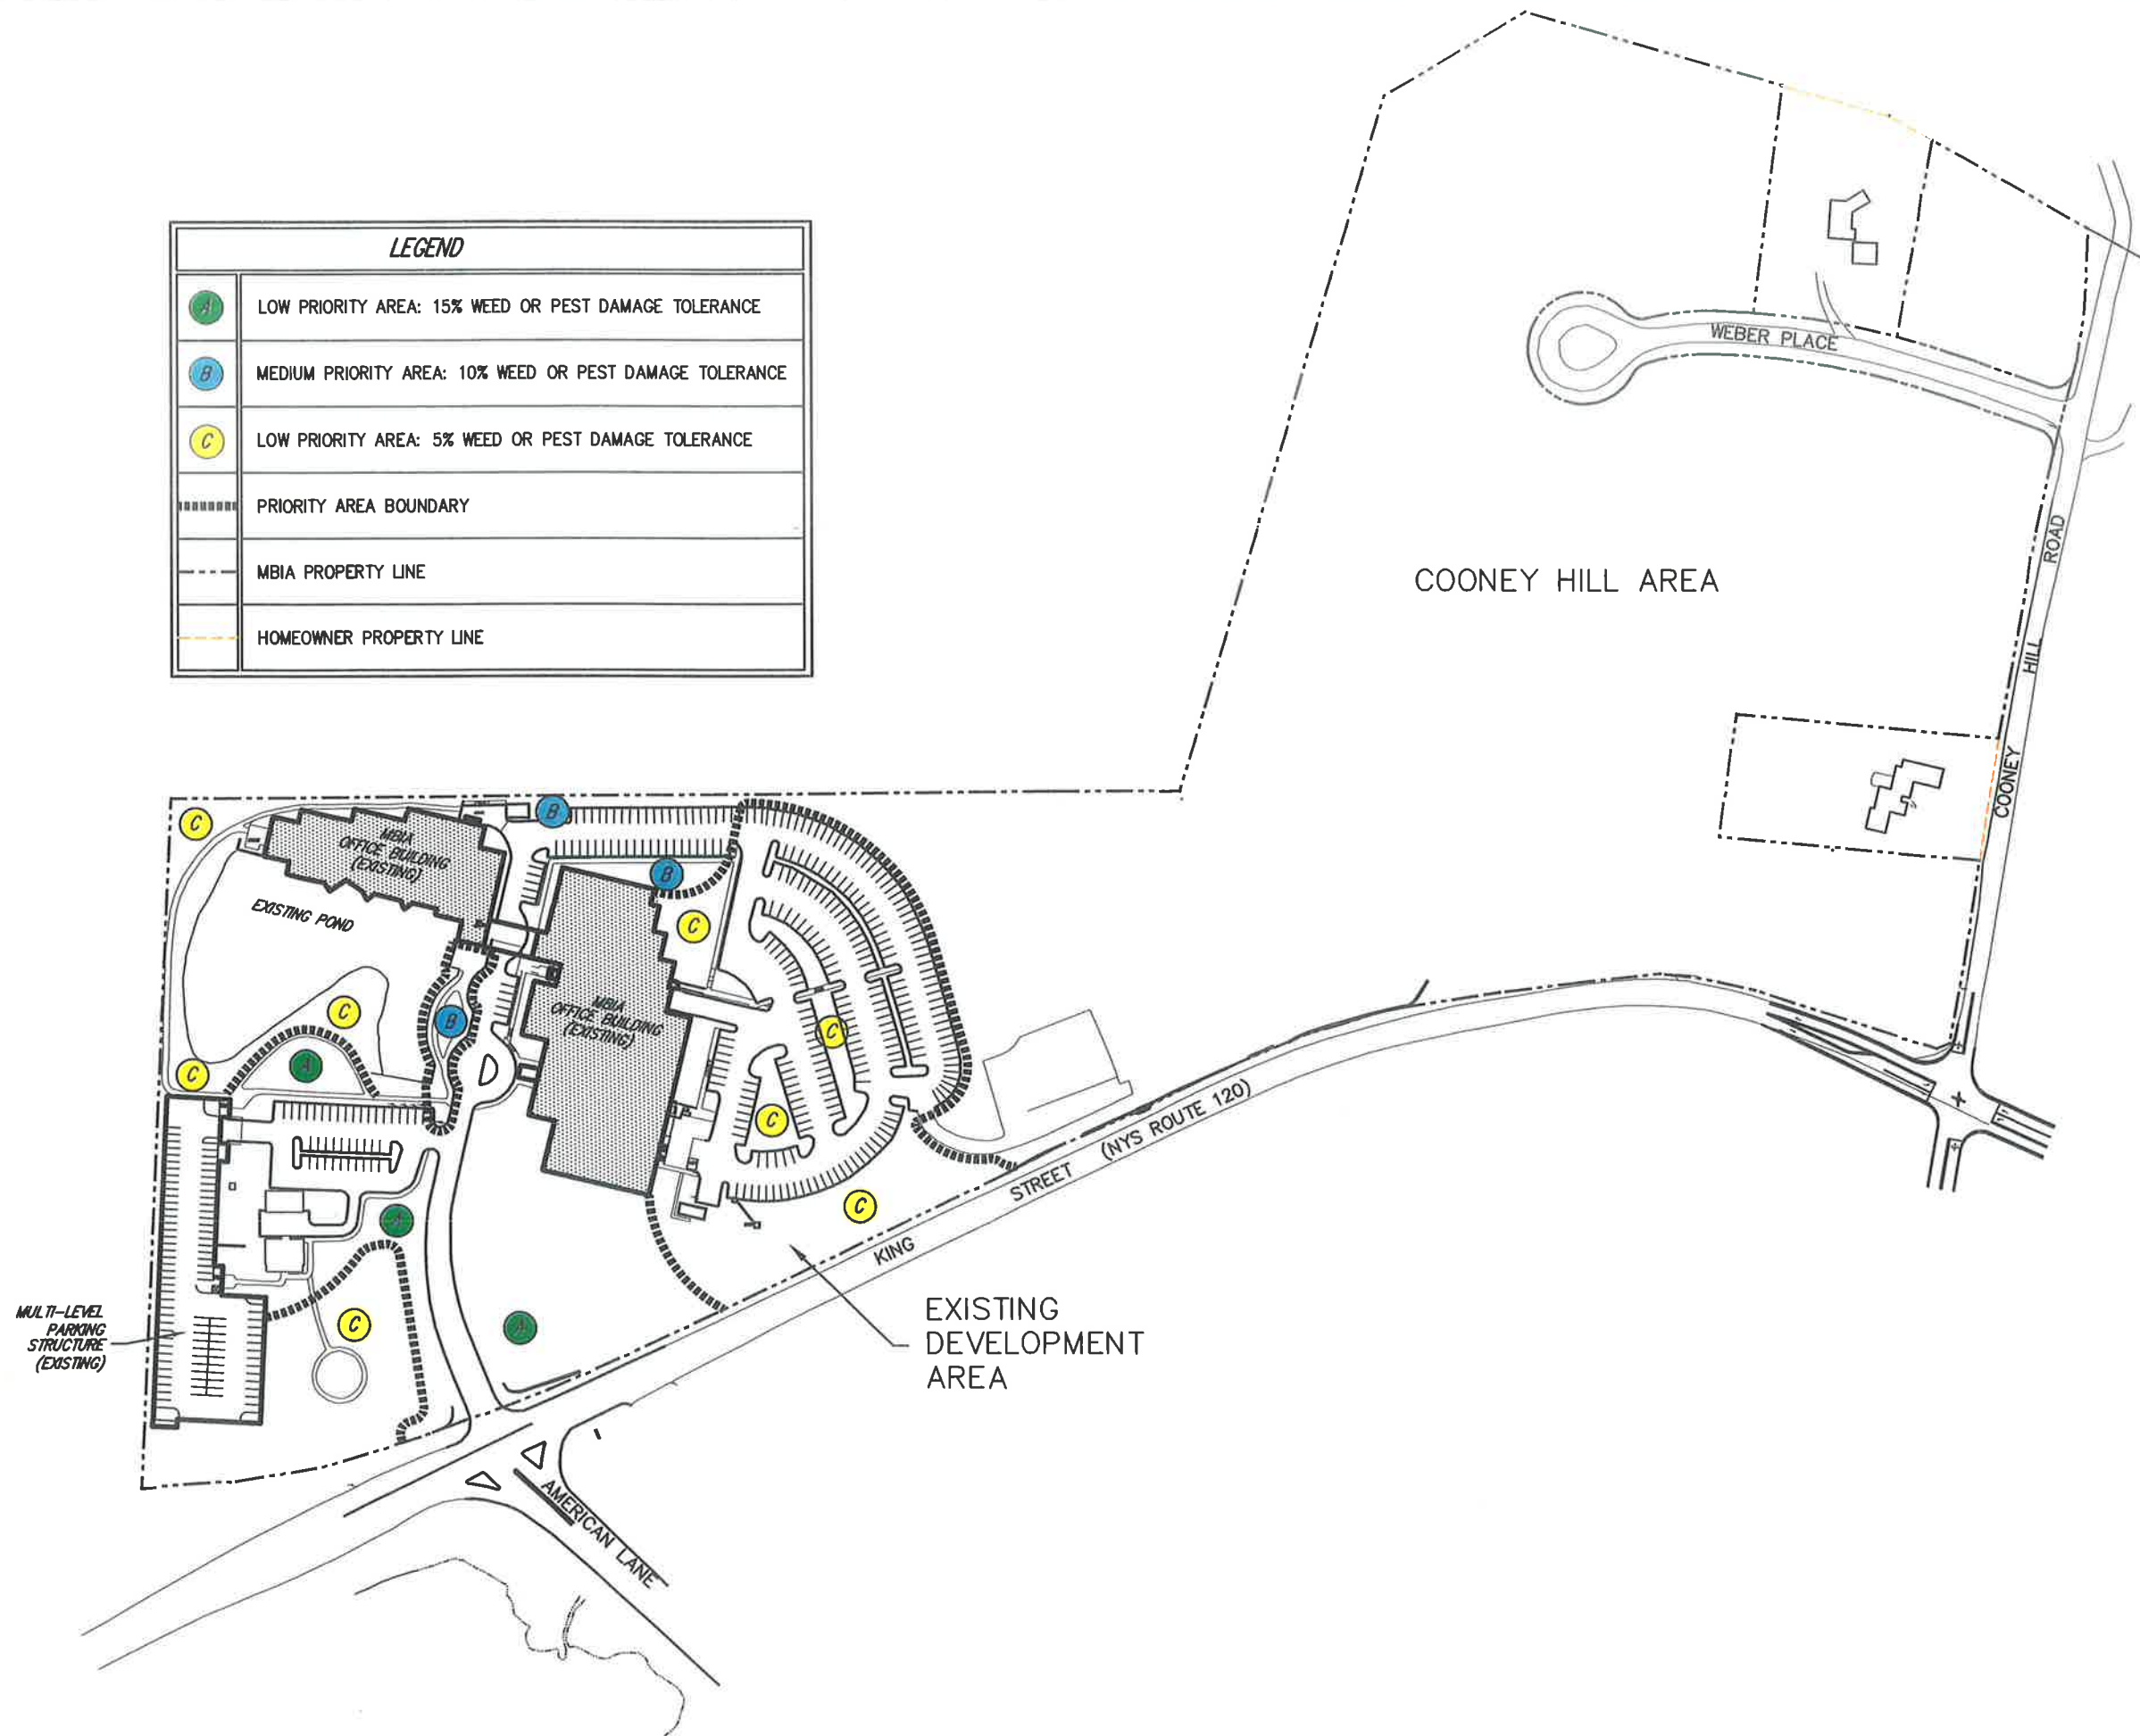 LEGEND
A LOW PRIORITY AREA: 15% WEED OR PEST DAMAGE TOLERANCE
B MEDIUM PRIORITY AREA: 10% WEED OR PEST DAMAGE TOLERANCE
C LOW PRIORITY AREA: 5% WEED OR PEST DAMAGE TOLERANCE
PRIORITY AREA BOUNDARY
MBIA PROPERTY LINE
HOMEOWNER PROPERTY LINE
WEBER PLACE
COONEY HILL ROAD
COONEY HILL AREA
C
B
MBIA
OFFICE BUILDING
(EXISTING)
B
EXISTING POND
C
C
B
MBIA
OFFICE BUILDING
(EXISTING)
C
A
C
C
C
A
KING STREET (NYS ROUTE 120)
MULTI-LEVEL
PARKING
STRUCTURE
(EXISTING)
C
A
EXISTING
DEVELOPMENT
AREA
AMERICAN LANE